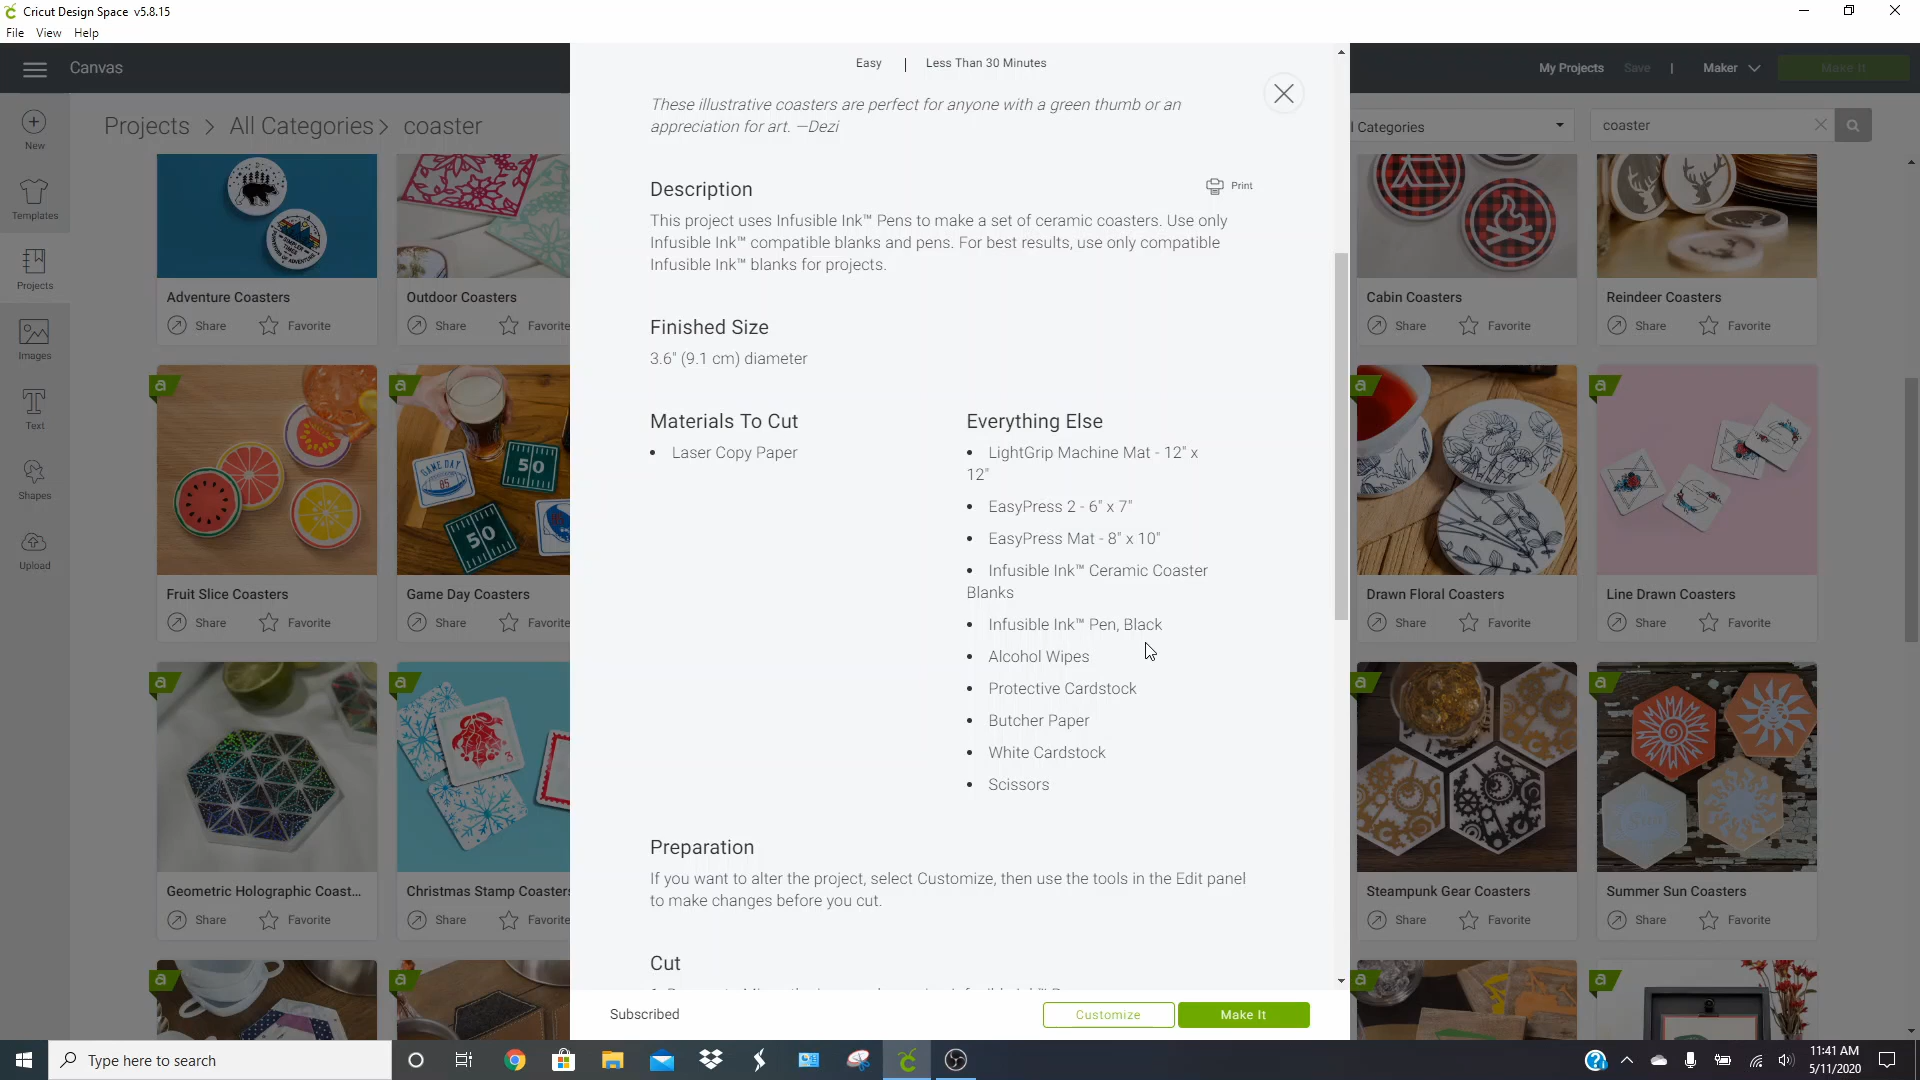 Cricut Design Space v5.8.15
File View Help
Canvas
My Projects Save | Maker Make It
New
Templates
Projects
Images
Text
Shapes
Upload
Projects > All Categories > coaster
l Categories
coaster
Adventure Coasters
Share Favorite
Outdoor Coasters
Share Favorite
Cabin Coasters
Share Favorite
Reindeer Coasters
Share Favorite
Fruit Slice Coasters
Share Favorite
Game Day Coasters
Share Favorite
Drawn Floral Coasters
Share Favorite
Line Drawn Coasters
Share Favorite
Geometric Holographic Coast...
Share Favorite
Christmas Stamp Coasters
Share Favorite
Steampunk Gear Coasters
Share Favorite
Summer Sun Coasters
Share Favorite
GAME DAY
85
50
50
Easy | Less Than 30 Minutes
These illustrative coasters are perfect for anyone with a green thumb or an
appreciation for art. —Dezi
Description
Print
This project uses Infusible Ink™ Pens to make a set of ceramic coasters. Use only
Infusible Ink™ compatible blanks and pens. For best results, use only compatible
Infusible Ink™ blanks for projects.
Finished Size
3.6" (9.1 cm) diameter
Materials To Cut
• Laser Copy Paper
Everything Else
• LightGrip Machine Mat - 12" x
12"
• EasyPress 2 - 6" x 7"
• EasyPress Mat - 8" x 10"
• Infusible Ink™ Ceramic Coaster
Blanks
• Infusible Ink™ Pen, Black
• Alcohol Wipes
• Protective Cardstock
• Butcher Paper
• White Cardstock
• Scissors
Preparation
If you want to alter the project, select Customize, then use the tools in the Edit panel
to make changes before you cut.
Cut
Subscribed
Customize
Make It
Type here to search
11:41 AM
5/11/2020